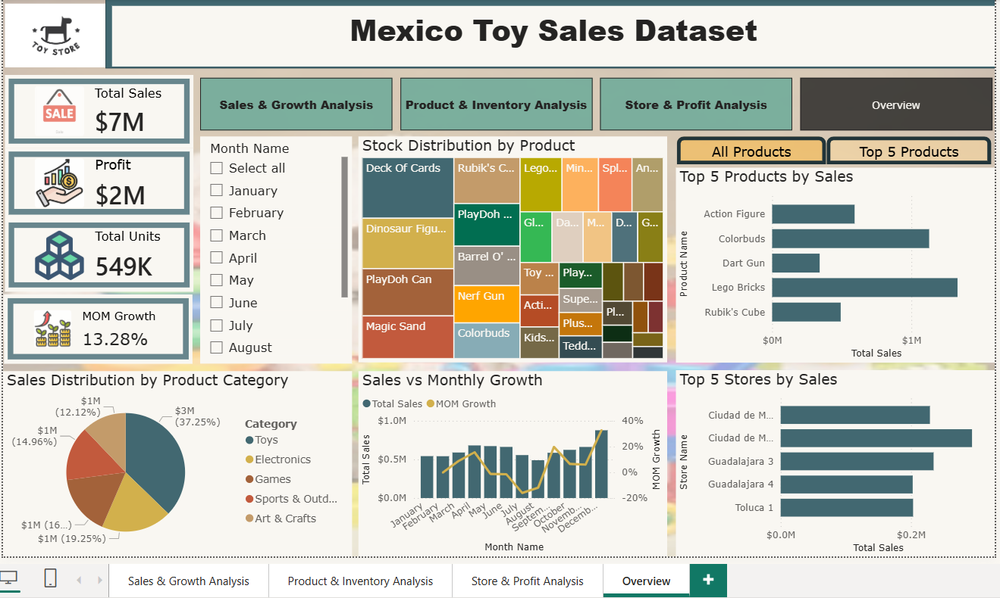 TOY STORE
Mexico Toy Sales Dataset
SALE
Total Sales
$7M
Profit
$2M
Total Units
549K
MOM Growth
13.28%
Sales & Growth Analysis
Product & Inventory Analysis
Store & Profit Analysis
Overview
Month Name
Select all
January
February
March
April
May
June
July
August
Stock Distribution by Product
Deck Of Cards
Dinosaur Figu...
PlayDoh Can
Magic Sand
Rubik's C...
PlayDoh ...
Barrel O' ...
Nerf Gun
Colorbuds
Lego...
Min...
Spl...
An...
Gl...
Da...
M...
D...
G...
Toy ...
Acti...
Kids...
Play...
Supe...
Plus...
Tedd...
Pl...
All Products
Top 5 Products
Top 5 Products by Sales
Product Name
Action Figure
Colorbuds
Dart Gun
Lego Bricks
Rubik's Cube
$0M
$1M
Total Sales
Sales Distribution by Product Category
$1M
(12.12%)
$3M
(37.25%)
$1M
(14.96%)
$1M (16...)
$1M (19.25%)
Category
Toys
Electronics
Games
Sports & Outd...
Art & Crafts
Sales vs Monthly Growth
Total Sales
MOM Growth
Total Sales
$1.0M
$0.5M
$0.0M
40%
20%
0%
-20%
MOM Growth
January
February
March
April
May
June
July
August
Septem...
October
Novemb...
Decemb...
Month Name
Top 5 Stores by Sales
Store Name
Ciudad de M...
Ciudad de M...
Guadalajara 3
Guadalajara 4
Toluca 1
$0.0M
$0.2M
Total Sales
Sales & Growth Analysis
Product & Inventory Analysis
Store & Profit Analysis
Overview
+